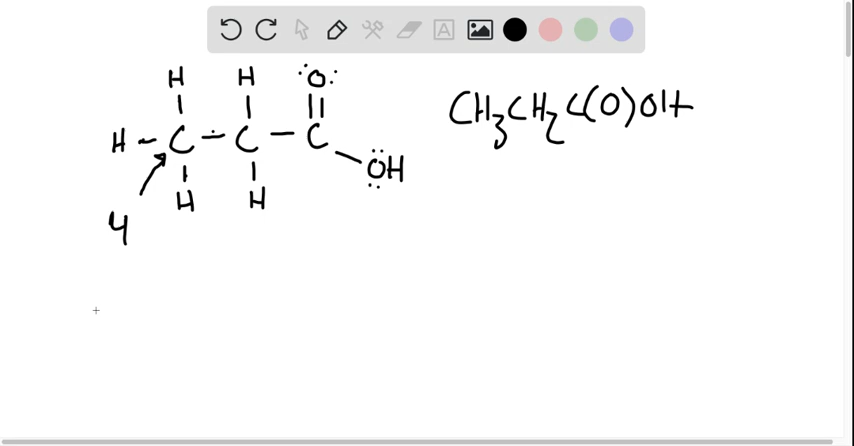 H H :O:
H - C - C - C CH3CH2C(O)OH
OH
H H
4
A